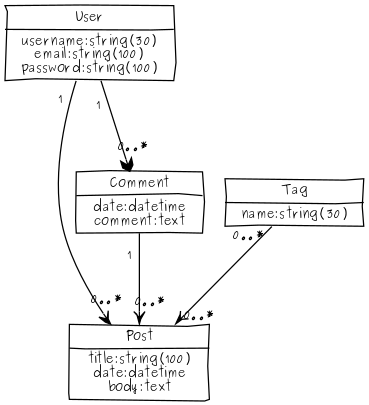 User
username:string(30)
email:string(100)
password:string(100)
1
1
0..*
Comment
date:datetime
comment:text
Tag
name:string(30)
1
0..*
0..*
0..*
0..*
Post
title:string(100)
date:datetime
body:text